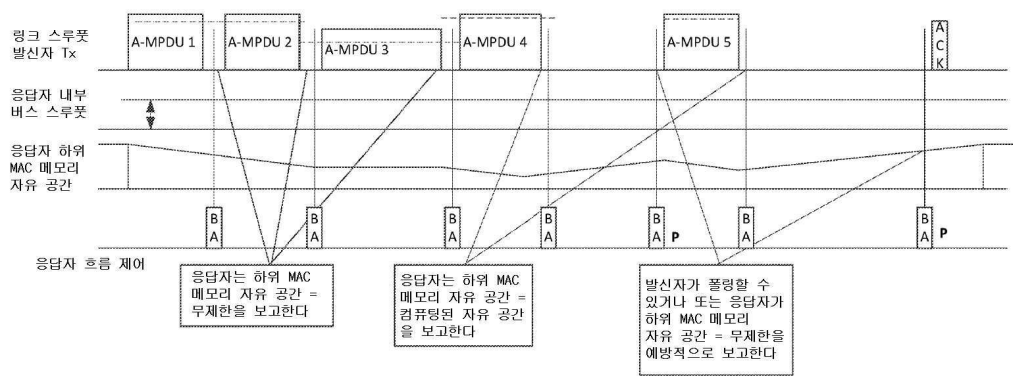 링크 스루풋
발신자 Tx
A-MPDU 1
A-MPDU 2
A-MPDU 3
A-MPDU 4
A-MPDU 5
A
C
K
응답자 내부
버스 스루풋
응답자 하위
MAC 메모리
자유 공간
B
A
B
A
B
A
B
A
B
A
P
B
A
B
A
P
응답자 흐름 제어
응답자는 하위 MAC
메모리 자유 공간 =
무제한을 보고한다
응답자는 하위 MAC
메모리 자유 공간 =
컴퓨팅된 자유 공간
을 보고한다
발신자가 폴링할 수
있거나 또는 응답자가
하위 MAC 메모리
자유 공간 = 무제한을
예방적으로 보고한다